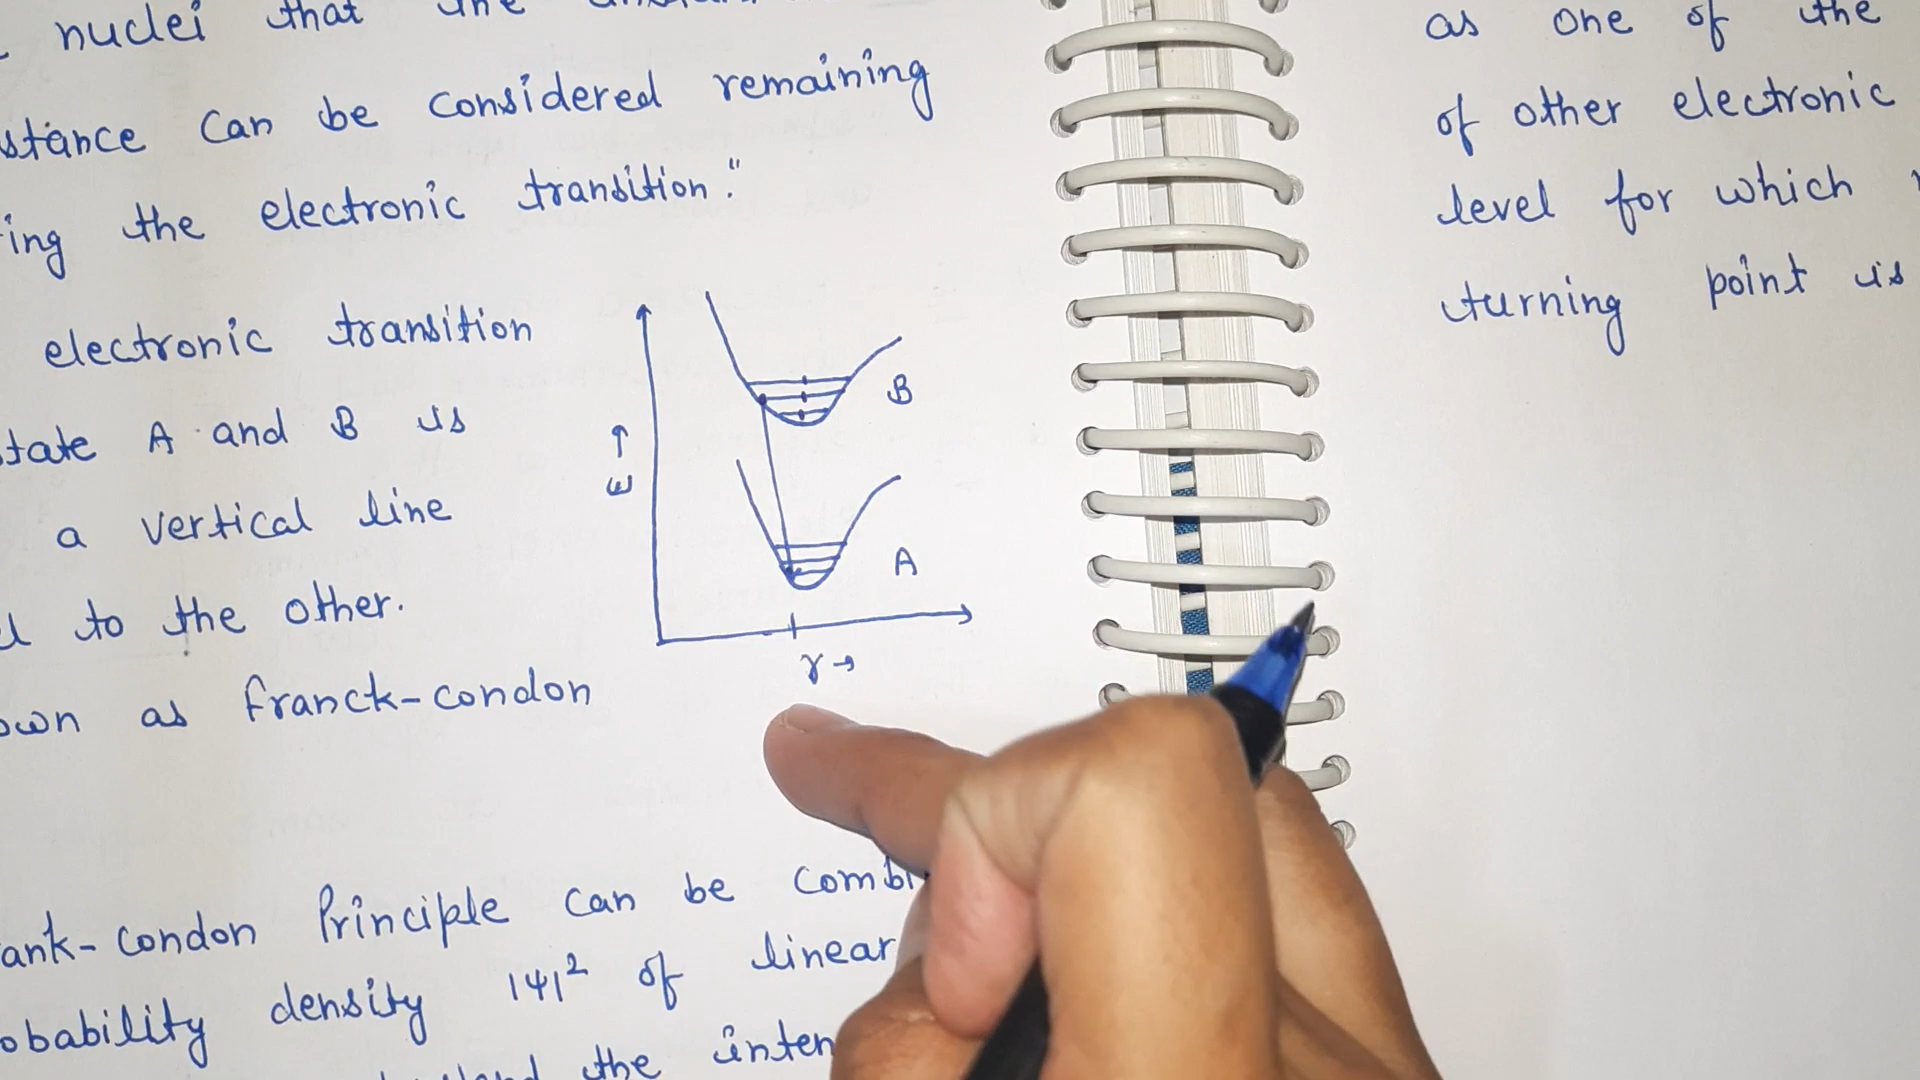 nuclei that the
stance can be considered remaining
ing the electronic transition."
electronic transition
tate A and B is
a vertical line
l to the other.
own as franck-condon
E →
B
A
r →
ank-condon Principle can be combi
obability density |ψ|² of linear
the inten
as one of the
of other electronic
level for which
turning point is